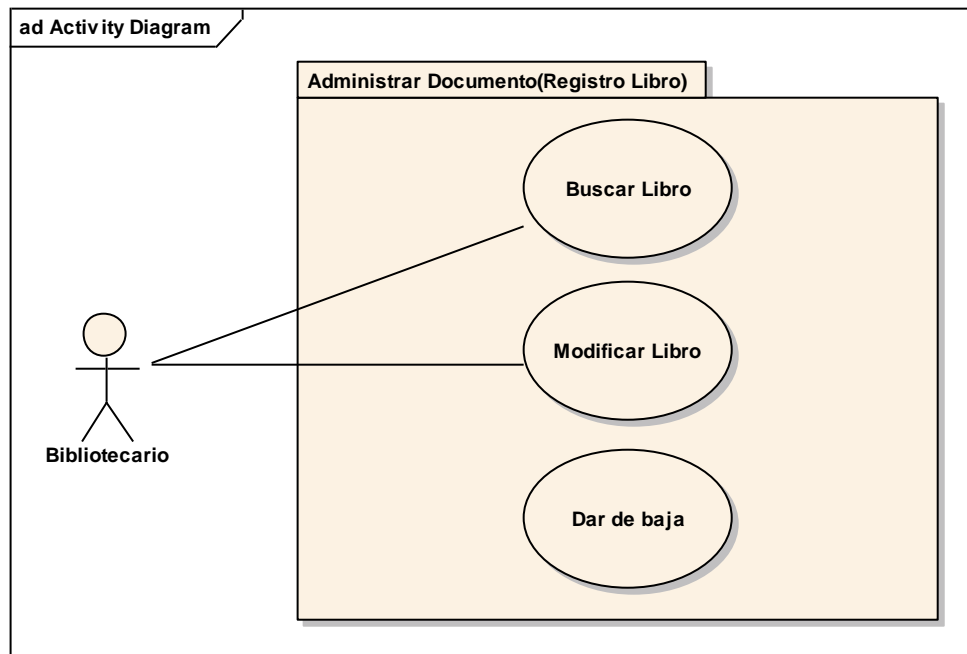 ad Activity Diagram
Administrar Documento(Registro Libro)
Buscar Libro
Modificar Libro
Bibliotecario
Dar de baja